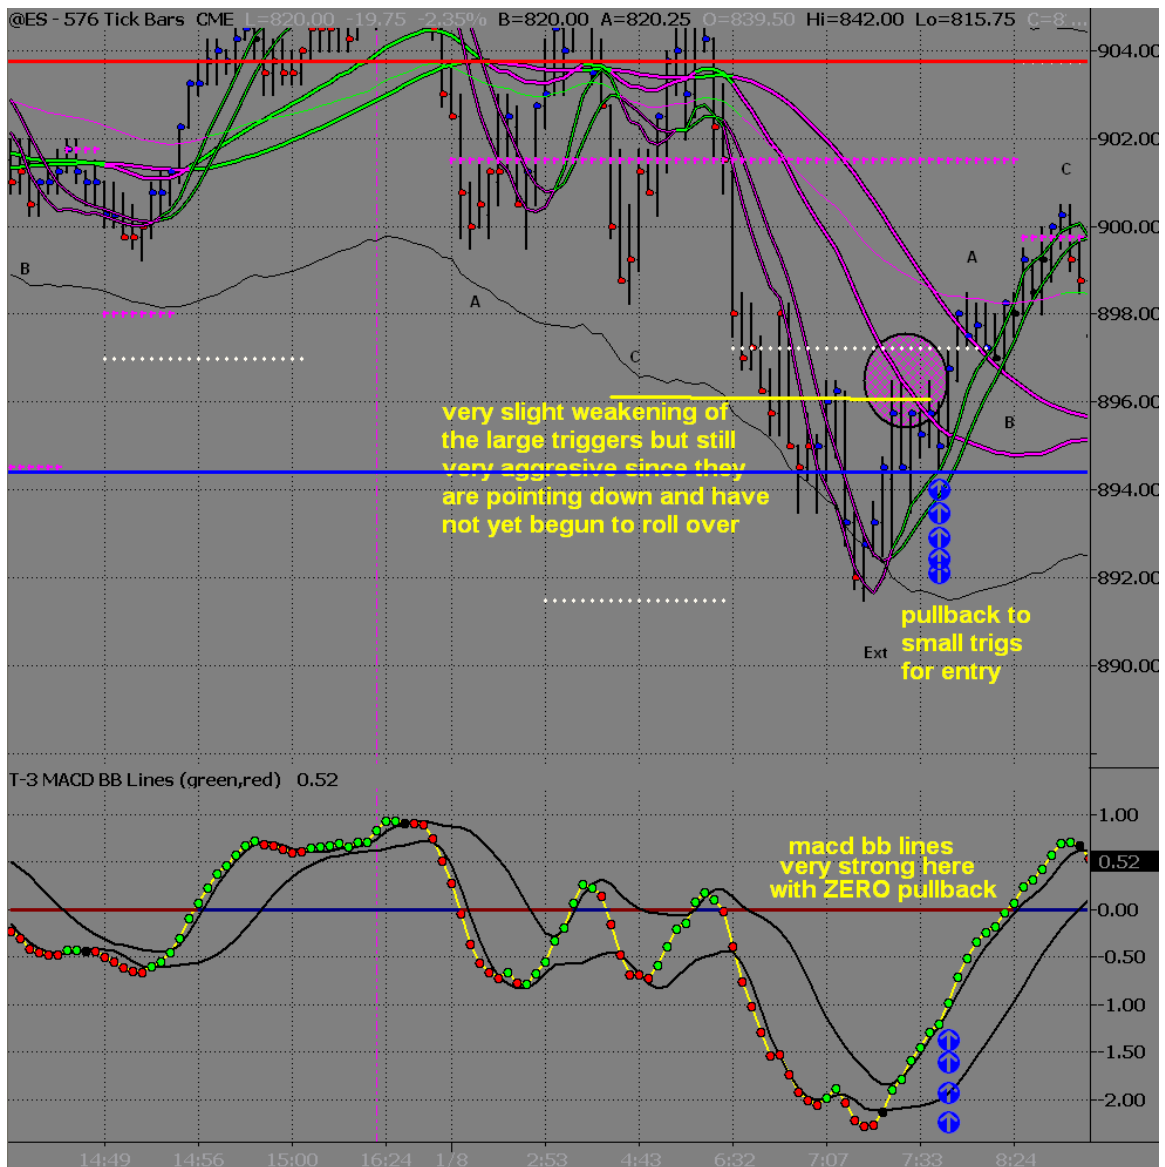 @ES - 576 Tick Bars CME L=820.00 -19.75 -2.35% B=820.00 A=820.25 O=839.50 Hi=842.00 Lo=815.75 C=8'...
904.00
902.00
C
900.00
B
A
A
898.00
C
very slight weakening of
the large triggers but still
very aggresive since they
are pointing down and have
not yet begun to roll over
896.00
B
894.00
892.00
pullback to
small trigs
for entry
Ext
890.00
T-3 MACD BB Lines (green,red) 0.52
1.00
macd bb lines
very strong here
with ZERO pullback
0.52
0.00
-0.50
-1.00
-1.50
-2.00
14:49 14:56 15:00 16:24 1/8 2:53 4:43 6:32 7:07 7:33 8:24